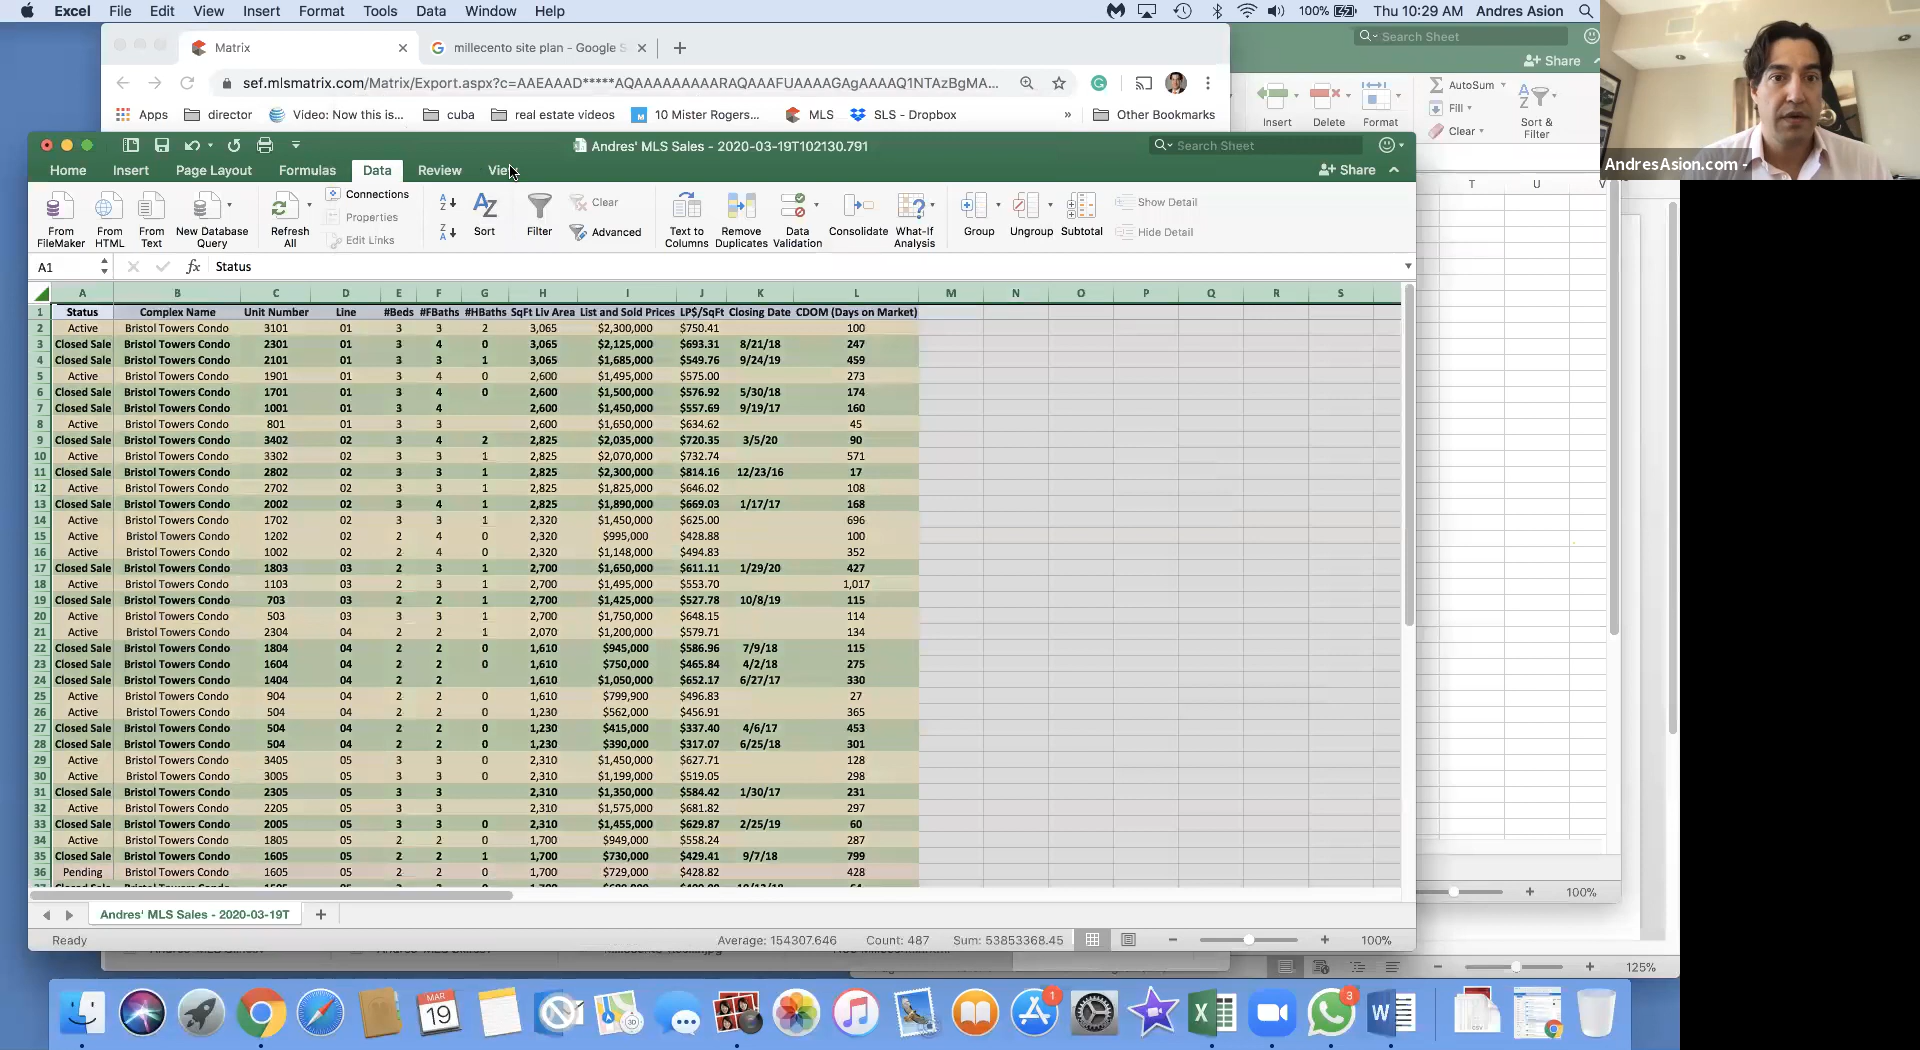 Excel File Edit View Insert Format Tools Data Window Help 100% Thu 10:29 AM Andres Asion
Matrix millecento site plan - Google S
Search Sheet
sef.mlsmatrix.com/Matrix/Export.aspx?c=AAEAAAD*****AQAAAAAAAAARAQAAAFUAAAAGAgAAAAQ1NTAzBgMA...
Share
Apps director Video: Now this is... cuba real estate videos 10 Mister Rogers... MLS SLS - Dropbox » Other Bookmarks
Insert Delete Format AutoSum Fill Clear Sort & Filter
AndresAsion.com -
Andres' MLS Sales - 2020-03-19T102130.791 Search Sheet
Home Insert Page Layout Formulas Data Review View Share
From FileMaker From HTML From Text New Database Query Refresh All Connections Properties Edit Links Sort Filter Clear Advanced Text to Columns Remove Duplicates Data Validation Consolidate What-If Analysis Group Ungroup Subtotal Show Detail Hide Detail
A1 fx Status
A B C D E F G H I J K L M N O P Q R S
T U V
1 Status Complex Name Unit Number Line #Beds #FBaths #HBaths SqFt Liv Area List and Sold Prices LP$/SqFt Closing Date CDOM (Days on Market)
2 Active Bristol Towers Condo 3101 01 3 3 2 3,065 $2,300,000 $750.41 100
3 Closed Sale Bristol Towers Condo 2301 01 3 4 0 3,065 $2,125,000 $693.31 8/21/18 247
4 Closed Sale Bristol Towers Condo 2101 01 3 3 1 3,065 $1,685,000 $549.76 9/24/19 459
5 Active Bristol Towers Condo 1901 01 3 4 0 2,600 $1,495,000 $575.00 273
6 Closed Sale Bristol Towers Condo 1701 01 3 4 0 2,600 $1,500,000 $576.92 5/30/18 174
7 Closed Sale Bristol Towers Condo 1001 01 3 4 2,600 $1,450,000 $557.69 9/19/17 160
8 Active Bristol Towers Condo 801 01 3 3 2,600 $1,650,000 $634.62 45
9 Closed Sale Bristol Towers Condo 3402 02 3 4 2 2,825 $2,035,000 $720.35 3/5/20 90
10 Active Bristol Towers Condo 3302 02 3 3 1 2,825 $2,070,000 $732.74 571
11 Closed Sale Bristol Towers Condo 2802 02 3 3 1 2,825 $2,300,000 $814.16 12/23/16 17
12 Active Bristol Towers Condo 2702 02 3 3 1 2,825 $1,825,000 $646.02 108
13 Closed Sale Bristol Towers Condo 2002 02 3 4 1 2,825 $1,890,000 $669.03 1/17/17 168
14 Active Bristol Towers Condo 1702 02 3 3 1 2,320 $1,450,000 $625.00 696
15 Active Bristol Towers Condo 1202 02 2 4 0 2,320 $995,000 $428.88 100
16 Active Bristol Towers Condo 1002 02 2 4 0 2,320 $1,148,000 $494.83 352
17 Closed Sale Bristol Towers Condo 1803 03 2 3 1 2,700 $1,650,000 $611.11 1/29/20 427
18 Active Bristol Towers Condo 1103 03 2 3 1 2,700 $1,495,000 $553.70 1,017
19 Closed Sale Bristol Towers Condo 703 03 2 2 1 2,700 $1,425,000 $527.78 10/8/19 115
20 Active Bristol Towers Condo 503 03 3 3 1 2,700 $1,750,000 $648.15 114
21 Active Bristol Towers Condo 2304 04 2 2 1 2,070 $1,200,000 $579.71 134
22 Closed Sale Bristol Towers Condo 1804 04 2 2 0 1,610 $945,000 $586.96 7/9/18 115
23 Closed Sale Bristol Towers Condo 1604 04 2 2 0 1,610 $750,000 $465.84 4/2/18 275
24 Closed Sale Bristol Towers Condo 1404 04 2 2 1,610 $1,050,000 $652.17 6/27/17 330
25 Active Bristol Towers Condo 904 04 2 2 0 1,610 $799,900 $496.83 27
26 Active Bristol Towers Condo 504 04 2 2 0 1,230 $562,000 $456.91 365
27 Closed Sale Bristol Towers Condo 504 04 2 2 0 1,230 $415,000 $337.40 4/6/17 453
28 Closed Sale Bristol Towers Condo 504 04 2 2 0 1,230 $390,000 $317.07 6/25/18 301
29 Active Bristol Towers Condo 3405 05 3 3 0 2,310 $1,450,000 $627.71 128
30 Active Bristol Towers Condo 3005 05 3 3 0 2,310 $1,199,000 $519.05 298
31 Closed Sale Bristol Towers Condo 2305 05 3 3 2,310 $1,350,000 $584.42 1/30/17 231
32 Active Bristol Towers Condo 2205 05 3 3 2,310 $1,575,000 $681.82 297
33 Closed Sale Bristol Towers Condo 2005 05 3 3 0 2,310 $1,455,000 $629.87 2/25/19 60
34 Active Bristol Towers Condo 1805 05 2 2 0 1,700 $949,000 $558.24 287
35 Closed Sale Bristol Towers Condo 1605 05 2 2 1 1,700 $730,000 $429.41 9/7/18 799
36 Pending Bristol Towers Condo 1605 05 2 2 0 1,700 $729,000 $428.82 428
100%
Andres' MLS Sales - 2020-03-19T
Ready Average: 154307.646 Count: 487 Sum: 53853368.45 100%
125%
MAR 19
1 3